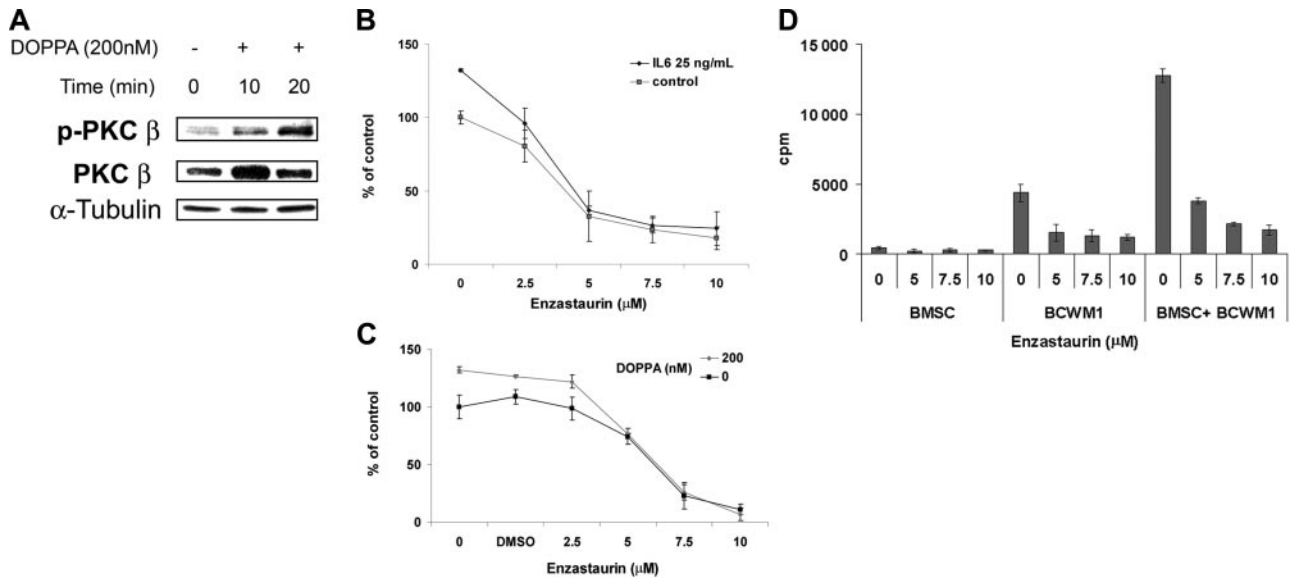 A
DOPPA (200nM) - + +
Time (min) 0 10 20
p-PKC β
PKC β
α-Tubulin
B
150
100
50
0
% of control
IL6 25 ng/mL
control
0 2.5 5 7.5 10
Enzastaurin (µM)
C
150
100
50
0
% of control
DOPPA (nM)
200
0
0 DMSO 2.5 5 7.5 10
Enzastaurin (µM)
D
15 000
10 000
5000
0
cpm
0 5 7.5 10 0 5 7.5 10 0 5 7.5 10
BMSC BCWM1 BMSC+ BCWM1
Enzastaurin (µM)